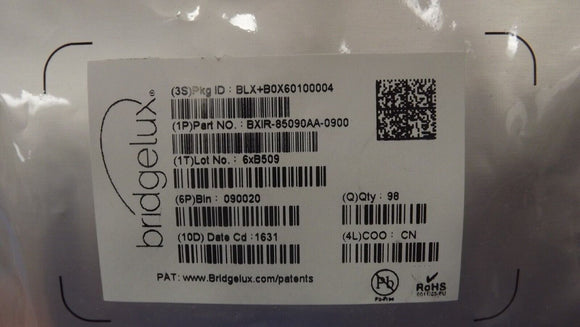 bridgelux®
(3S)Pkg ID : BLX+B0X60100004
(1P)Part NO. : BXIR-85090AA-0900
(1T)Lot No. : 6xB509
(6P)Bin : 090020
(Q)Qty : 98
(10D) Date Cd : 1631
(4L)COO : CN
PAT: www.Bridgelux.com/patents
Pb
Pb-Free
RoHS